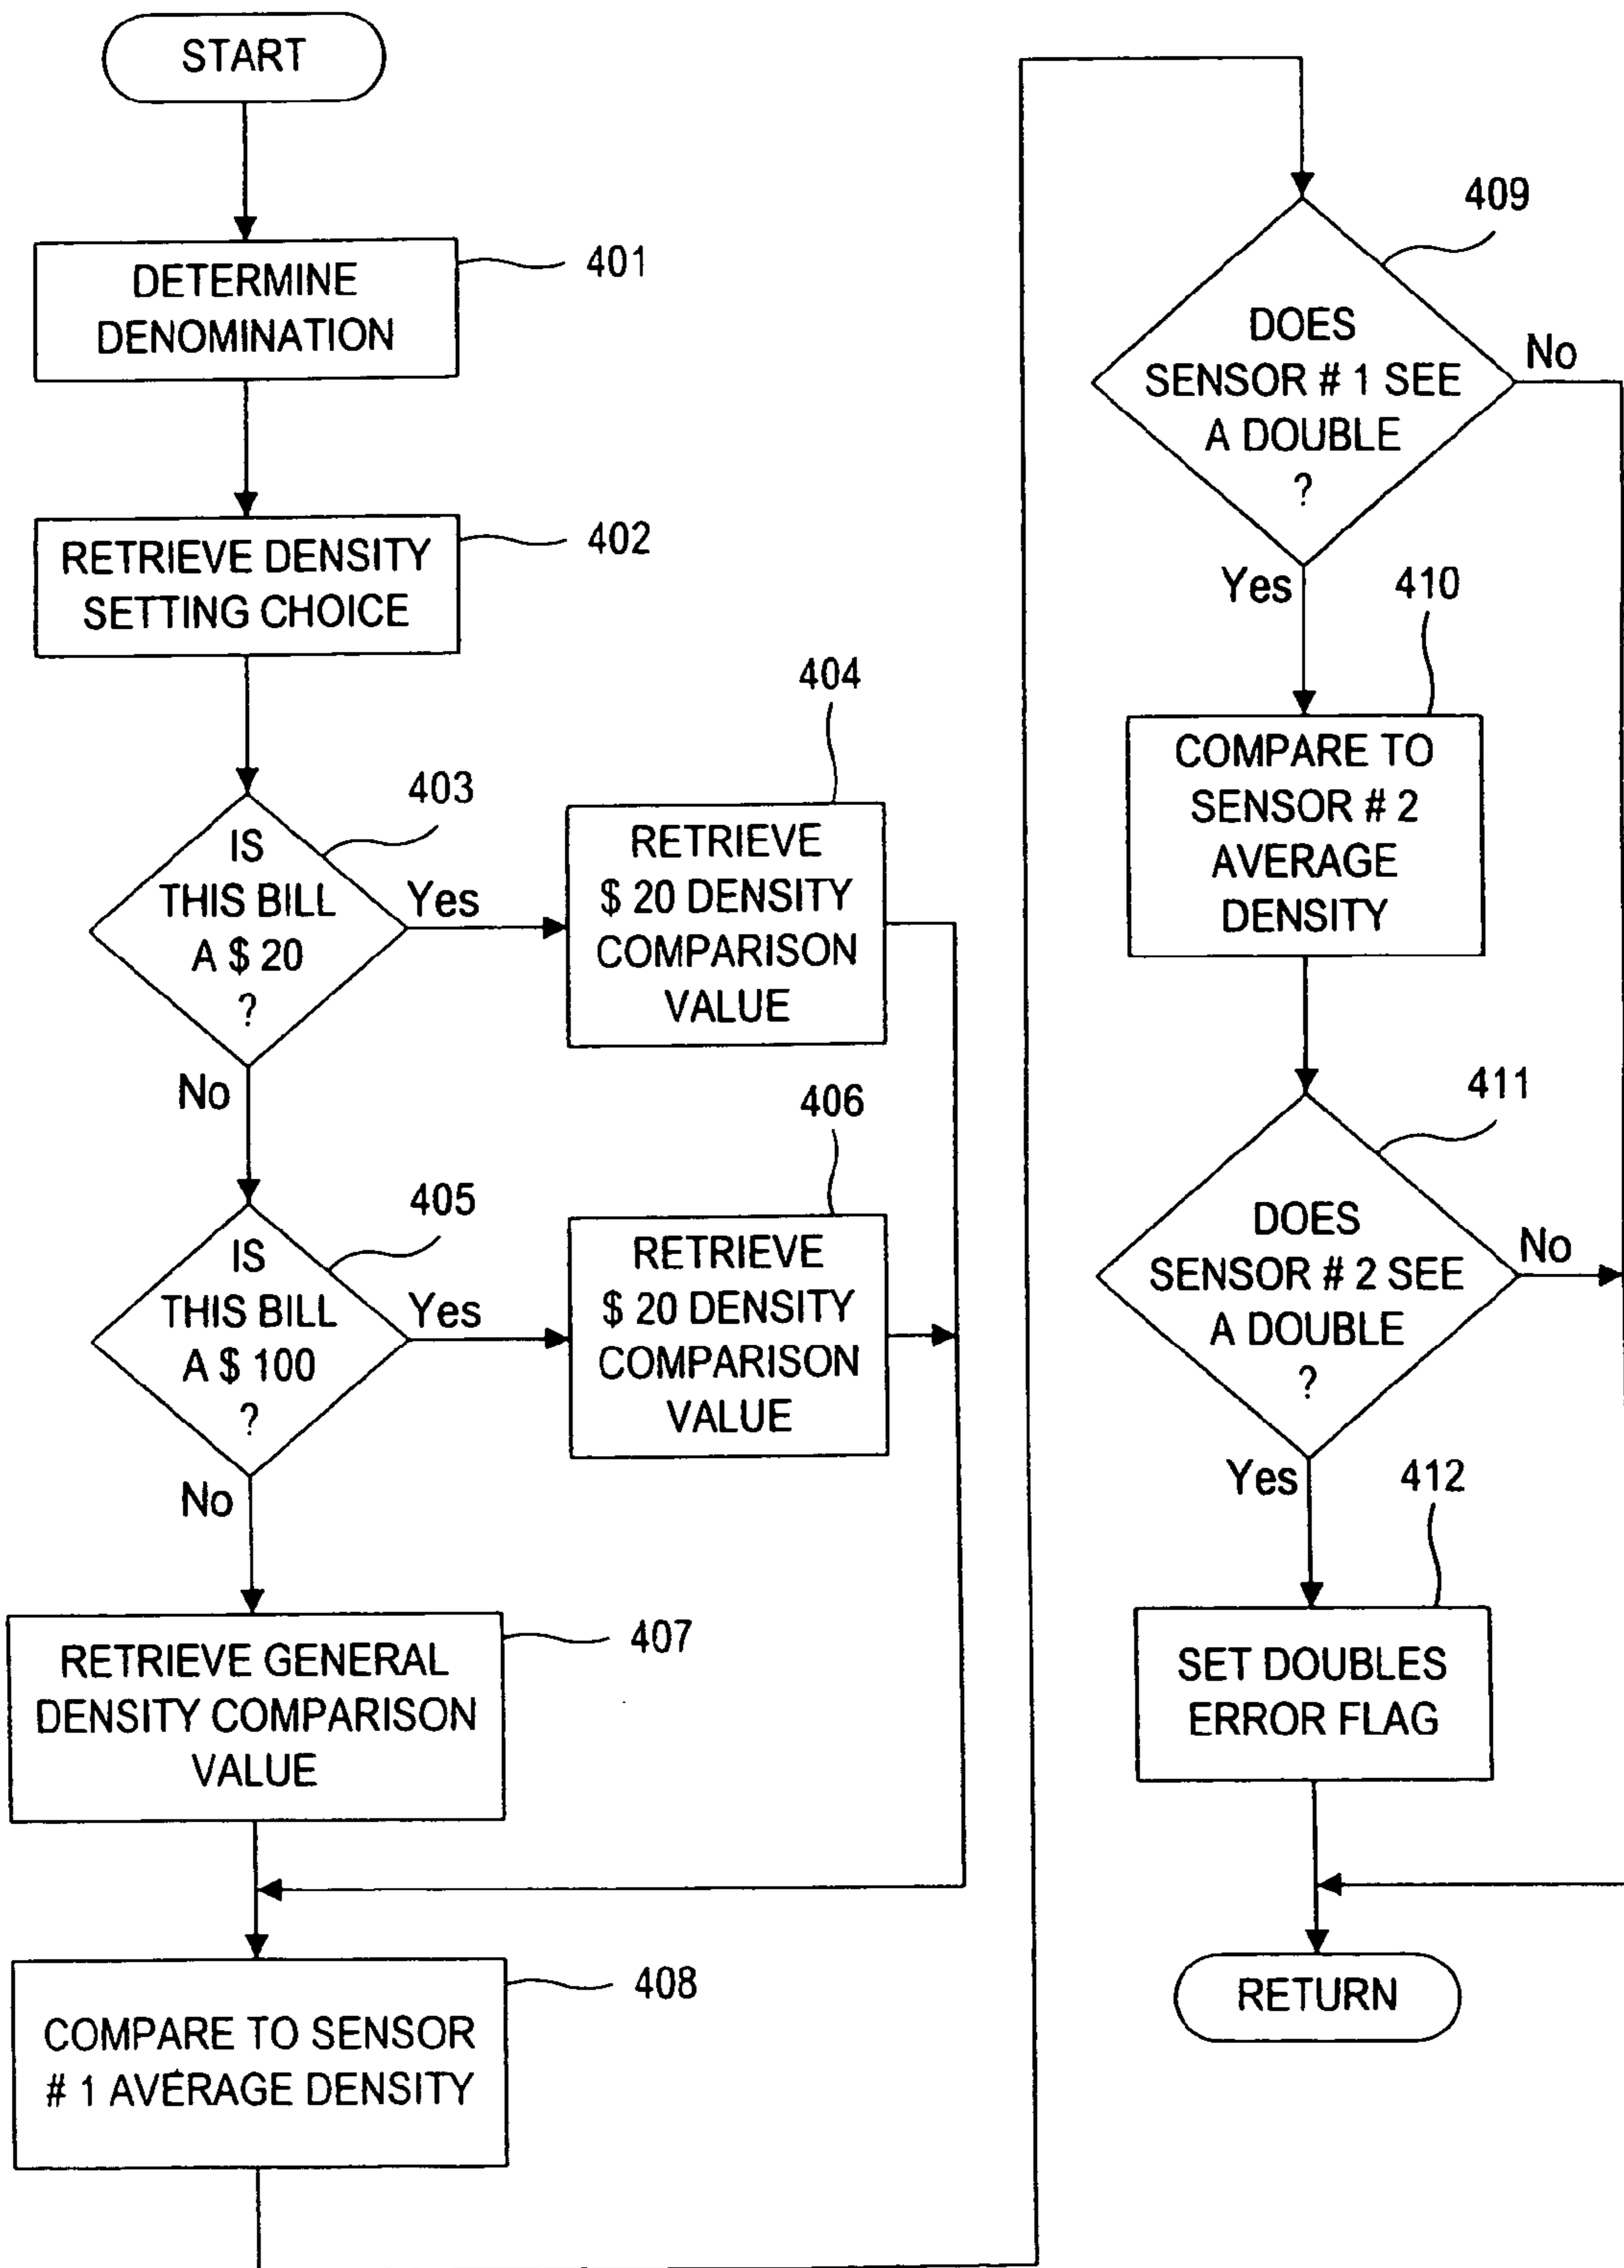 START
401
DETERMINE
DENOMINATION
402
RETRIEVE DENSITY
SETTING CHOICE
403
IS
THIS BILL
A $ 20
?
Yes
No
404
RETRIEVE
$ 20 DENSITY
COMPARISON
VALUE
405
IS
THIS BILL
A $ 100
?
Yes
No
406
RETRIEVE
$ 20 DENSITY
COMPARISON
VALUE
407
RETRIEVE GENERAL
DENSITY COMPARISON
VALUE
408
COMPARE TO SENSOR
# 1 AVERAGE DENSITY
409
DOES
SENSOR # 1 SEE
A DOUBLE
?
No
Yes
410
COMPARE TO
SENSOR # 2
AVERAGE
DENSITY
411
DOES
SENSOR # 2 SEE
A DOUBLE
?
No
Yes
412
SET DOUBLES
ERROR FLAG
RETURN